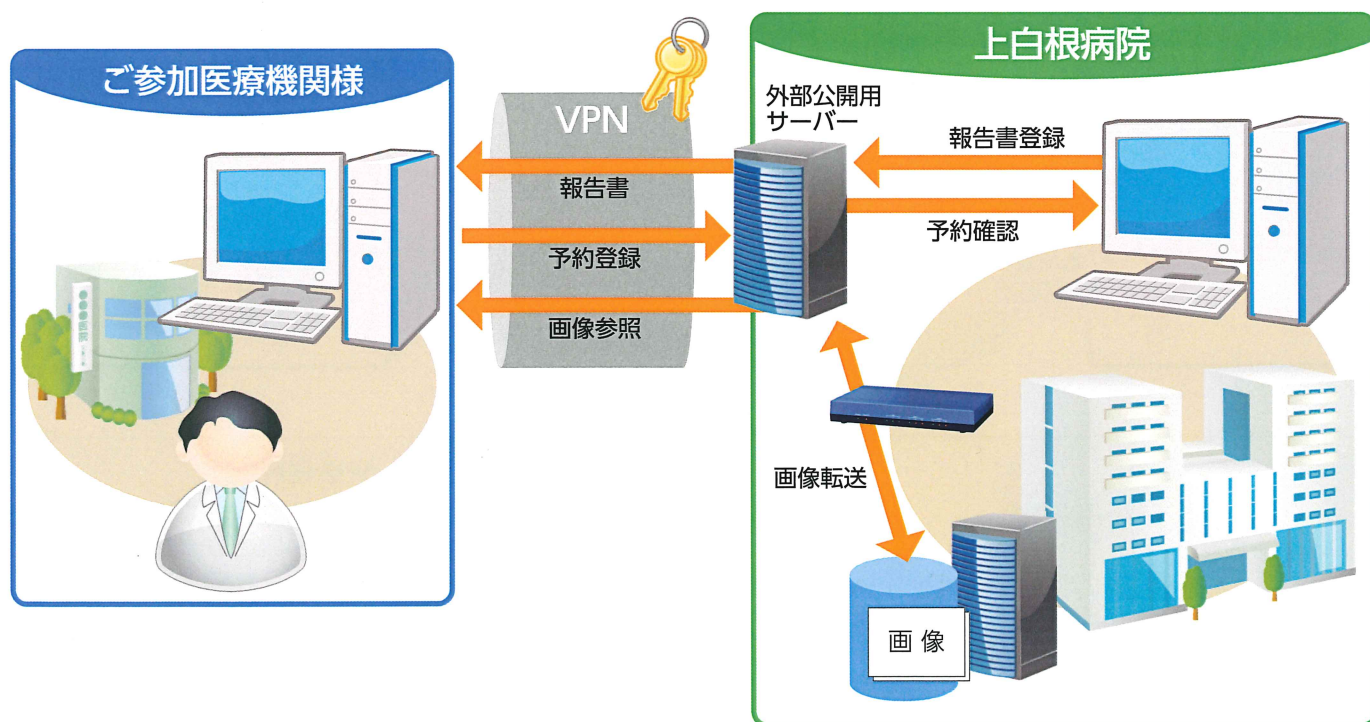 ご参加医療機関様
上白根病院
VPN
外部公開用
サーバー
報告書
予約登録
画像参照
報告書登録
予約確認
画像転送
画像